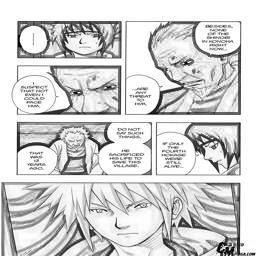 BESIDES,
NONE OF
THE
SHINOBI
IN KONOHA
RIGHT
NOW...
I...
I
SUSPECT
THAT NOT
EVEN I
COULD
FACE
HIM.
...ARE
ANY
THREAT
TO
HIM.
DO NOT
SAY SUCH
THINGS.
HE
SACRIFICED
HIS LIFE
TO SAVE
THIS
VILLAGE.
IF ONLY
THE
FOURTH
HOKAGE
WERE
STILL
ALIVE...
THAT
WAS
12
YEARS
AGO.